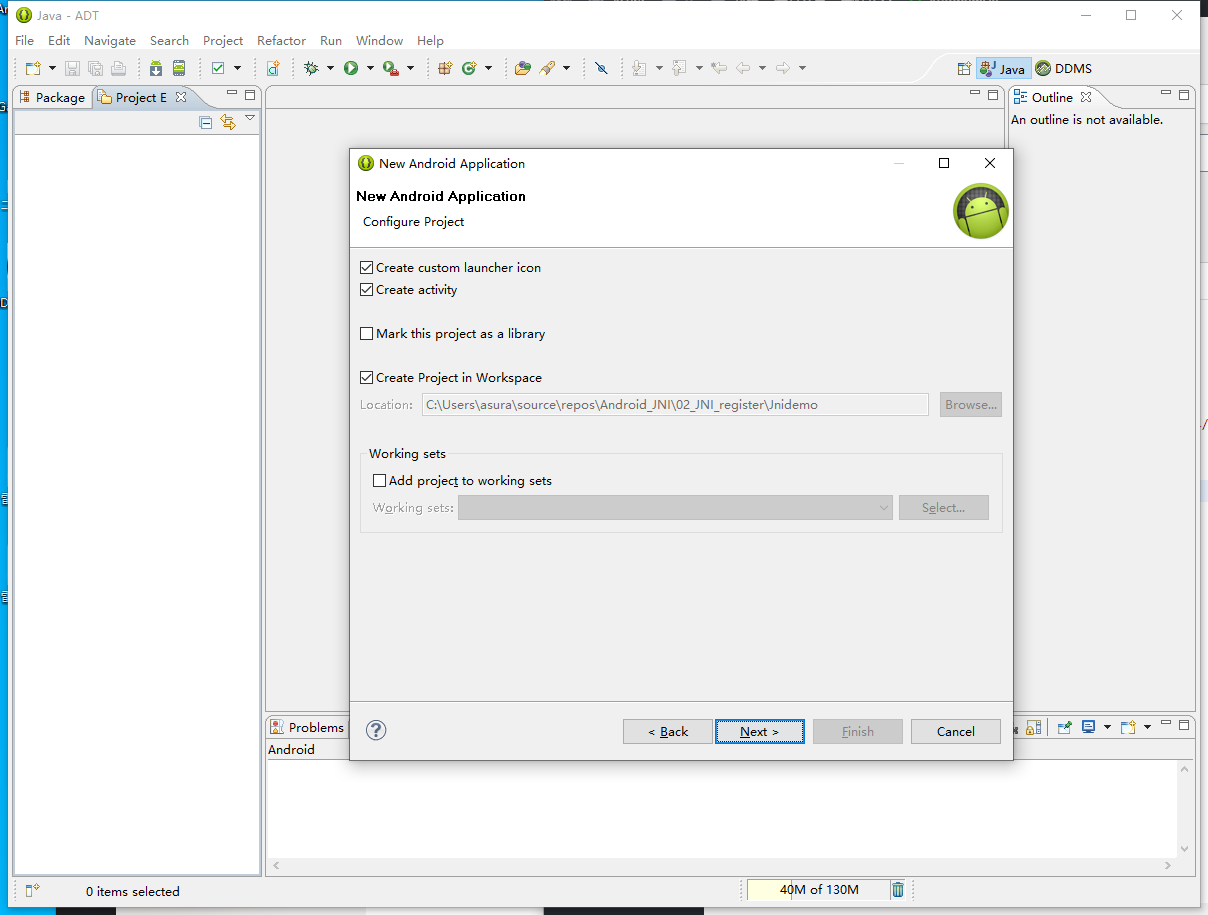 Java - ADT
File Edit Navigate Search Project Refactor Run Window Help
Java DDMS
Package Project E
Outline
An outline is not available.
New Android Application
New Android Application
Configure Project
Create custom launcher icon
Create activity
Mark this project as a library
Create Project in Workspace
Location: C:\Users\asura\source\repos\Android_JNI\02_JNI_register\Jnidemo Browse...
Working sets
Add project to working sets
Working sets: Select...
< Back Next > Finish Cancel
Problems
Android
0 items selected
40M of 130M